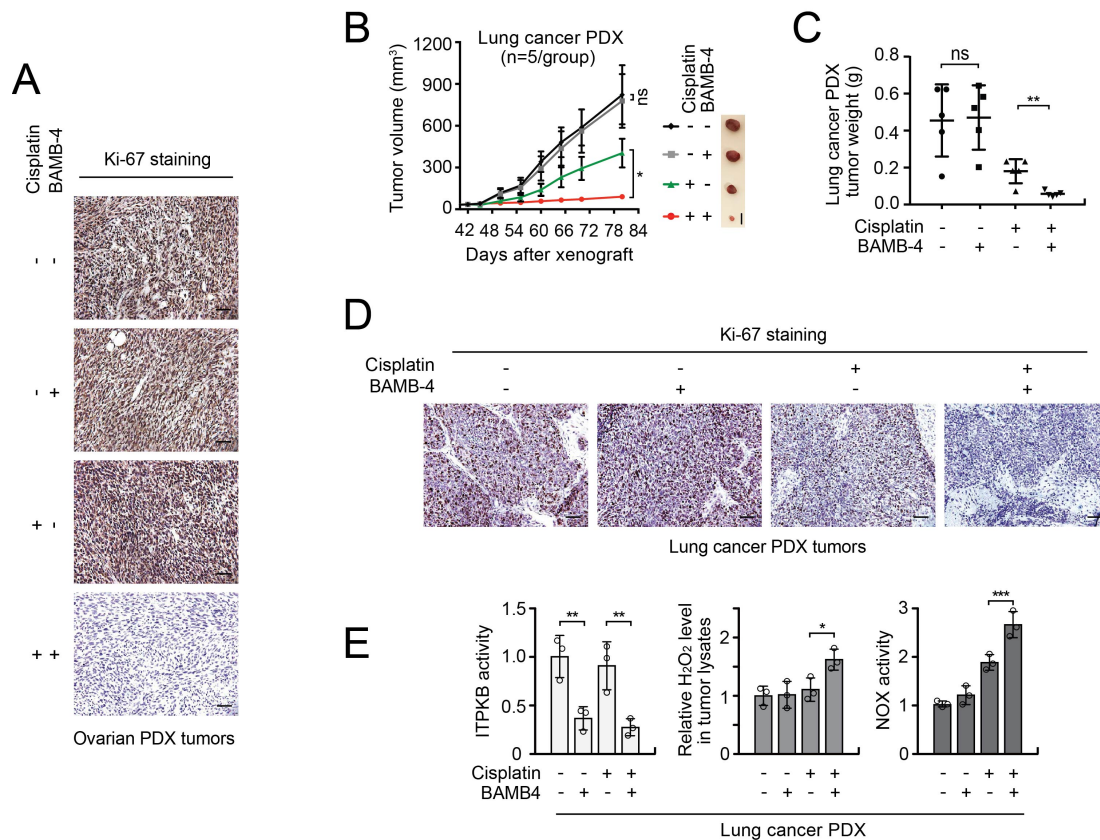 A
Cisplatin
BAMB-4
Ki-67 staining
- -
- +
+ -
+ +
Ovarian PDX tumors
B
Tumor volume (mm³)
1200
900
600
300
0
Lung cancer PDX
(n=5/group)
ns
*
42 48 54 60 66 72 78 84
Days after xenograft
Cisplatin
BAMB-4
- -
- +
+ -
+ +
C
Lung cancer PDX
tumor weight (g)
0.8
0.6
0.4
0.2
0.0
ns
**
Cisplatin - - + +
BAMB-4 - + - +
D
Ki-67 staining
Cisplatin - - + +
BAMB-4 - + - +
Lung cancer PDX tumors
E
ITPKB activity
1.5
1.0
0.5
0
** **
Relative H₂O₂ level
in tumor lysates
2
1
0
*
NOX activity
3
2
1
0
***
Cisplatin - - + + - - + + - - + +
BAMB4 - + - + - + - + - + - +
Lung cancer PDX